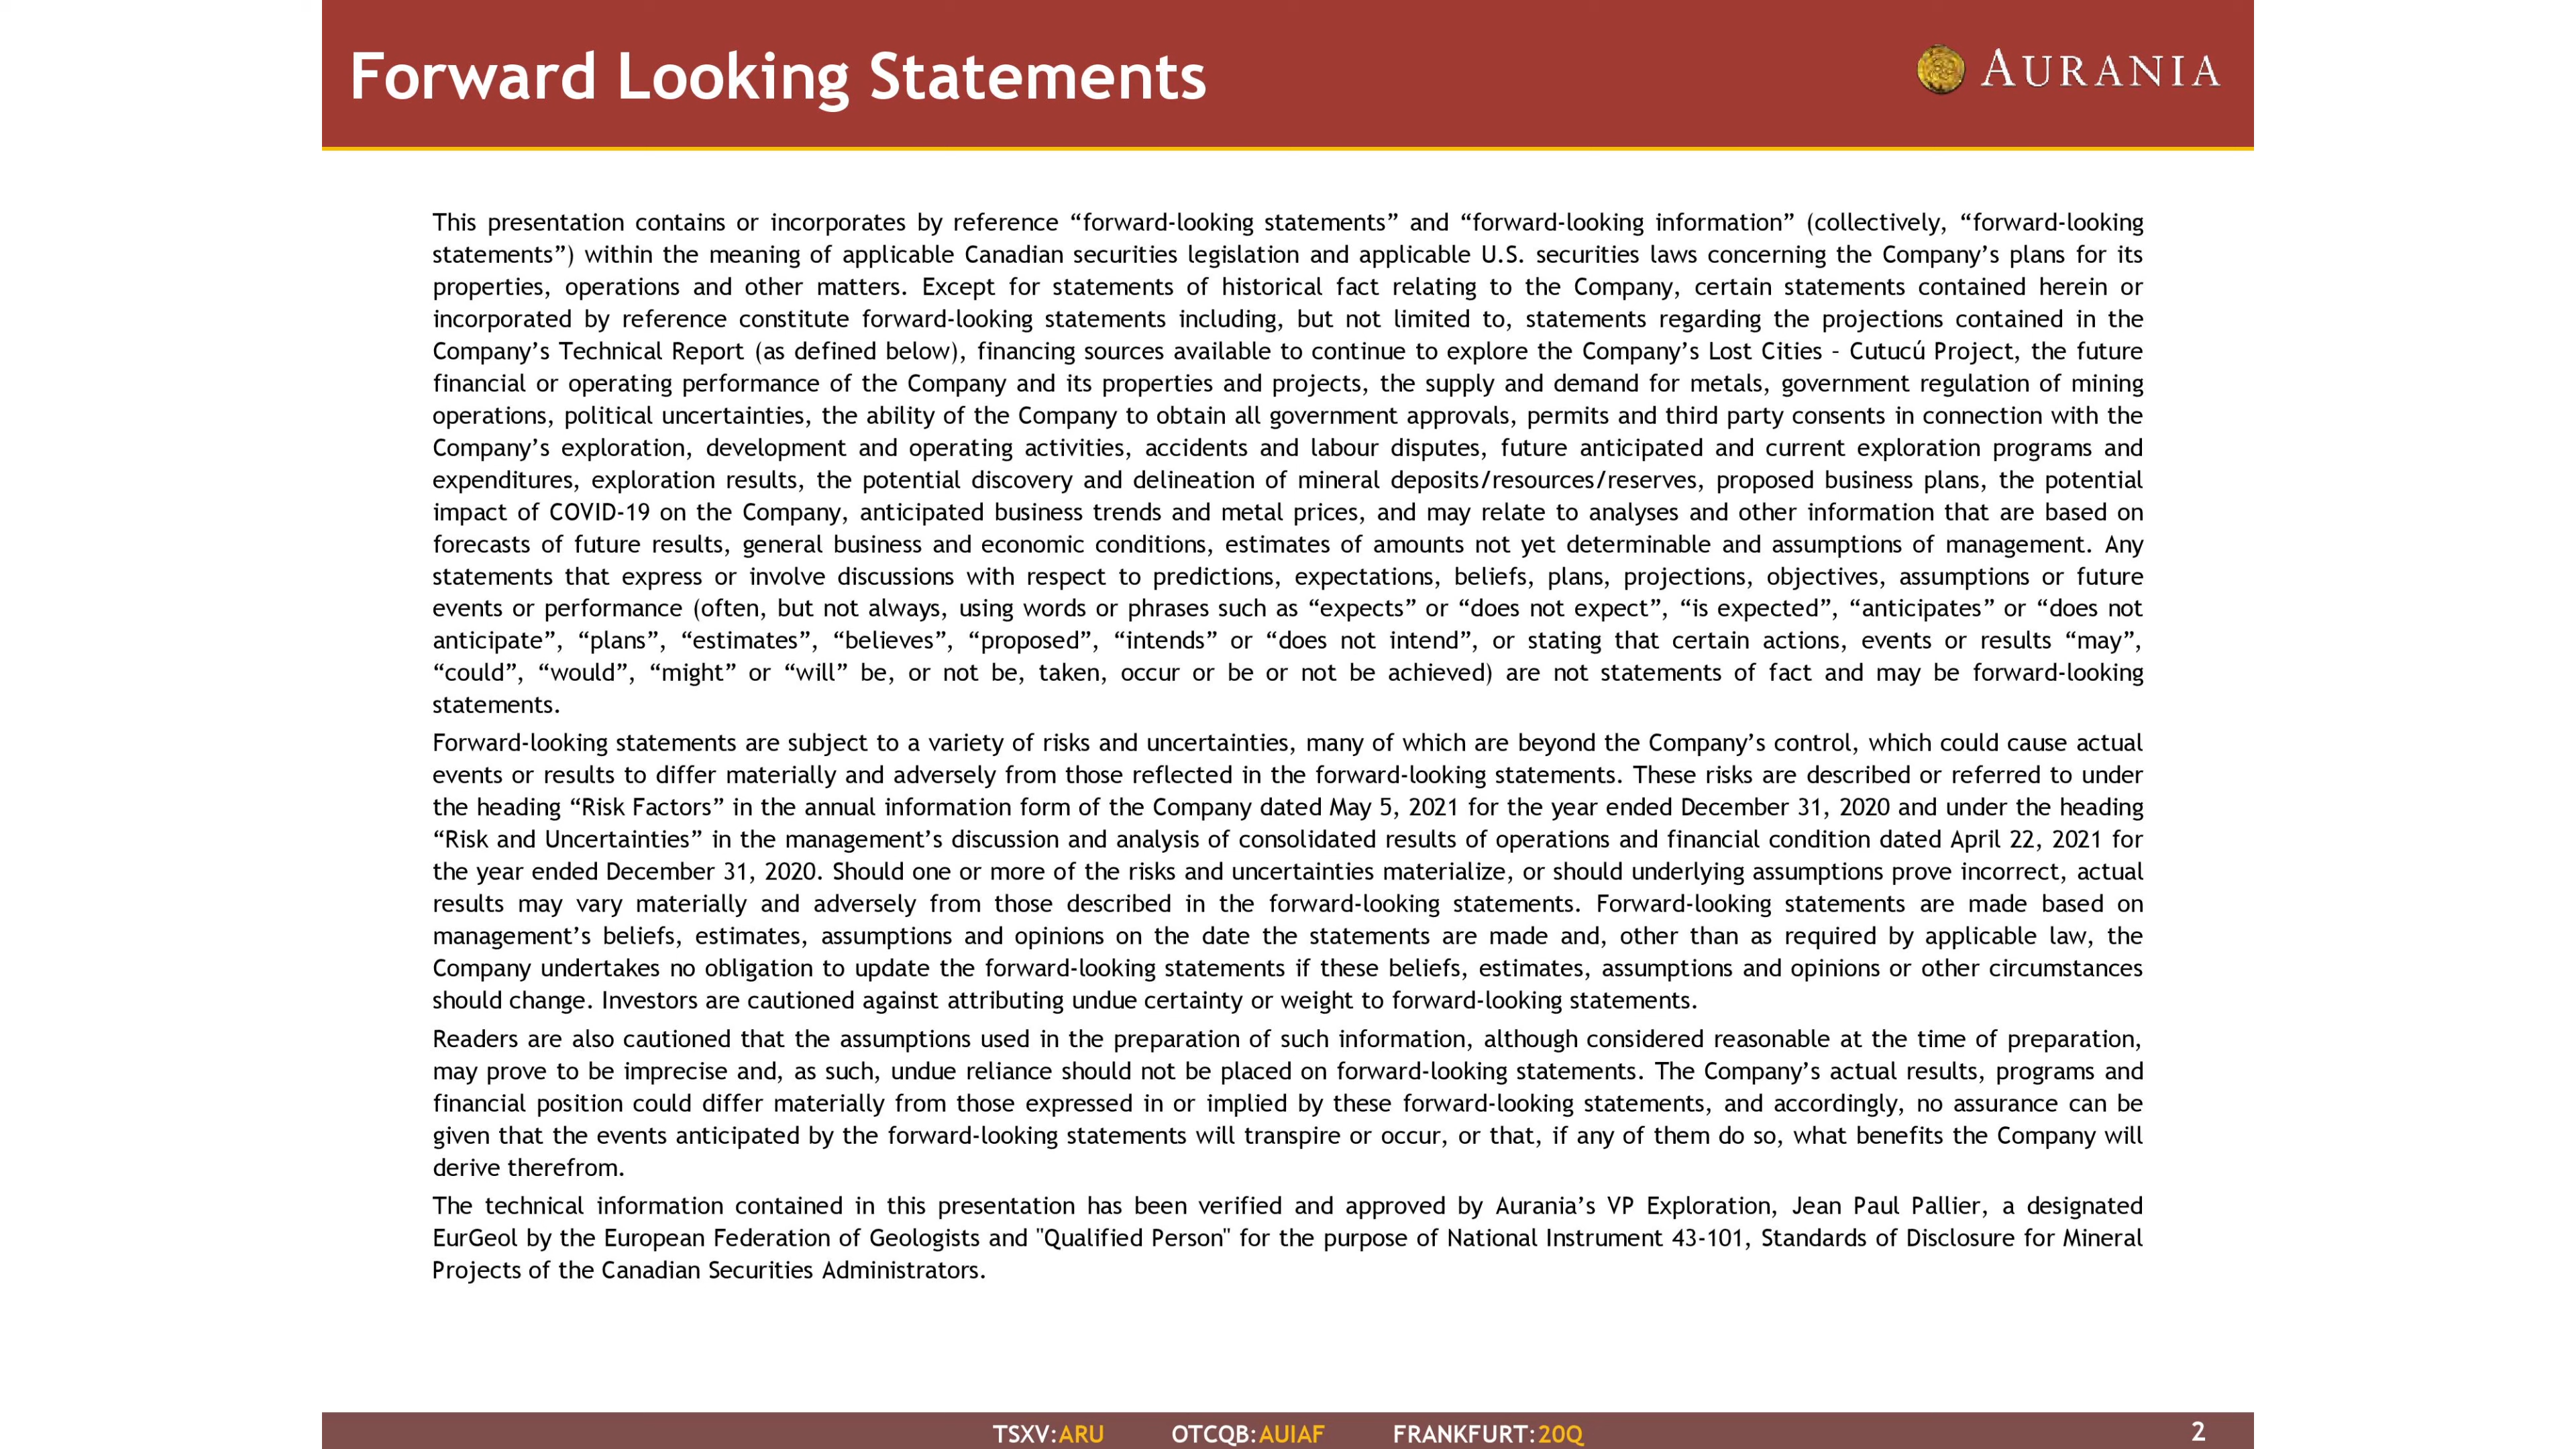 Forward Looking Statements
AURANIA
This presentation contains or incorporates by reference “forward-looking statements” and “forward-looking information” (collectively, “forward-looking
statements”) within the meaning of applicable Canadian securities legislation and applicable U.S. securities laws concerning the Company’s plans for its
properties, operations and other matters. Except for statements of historical fact relating to the Company, certain statements contained herein or
incorporated by reference constitute forward-looking statements including, but not limited to, statements regarding the projections contained in the
Company’s Technical Report (as defined below), financing sources available to continue to explore the Company’s Lost Cities - Cutucú Project, the future
financial or operating performance of the Company and its properties and projects, the supply and demand for metals, government regulation of mining
operations, political uncertainties, the ability of the Company to obtain all government approvals, permits and third party consents in connection with the
Company’s exploration, development and operating activities, accidents and labour disputes, future anticipated and current exploration programs and
expenditures, exploration results, the potential discovery and delineation of mineral deposits/resources/reserves, proposed business plans, the potential
impact of COVID-19 on the Company, anticipated business trends and metal prices, and may relate to analyses and other information that are based on
forecasts of future results, general business and economic conditions, estimates of amounts not yet determinable and assumptions of management. Any
statements that express or involve discussions with respect to predictions, expectations, beliefs, plans, projections, objectives, assumptions or future
events or performance (often, but not always, using words or phrases such as “expects” or “does not expect”, “is expected”, “anticipates” or “does not
anticipate”, “plans”, “estimates”, “believes”, “proposed”, “intends” or “does not intend”, or stating that certain actions, events or results “may”,
“could”, “would”, “might” or “will” be, or not be, taken, occur or be or not be achieved) are not statements of fact and may be forward-looking
statements.
Forward-looking statements are subject to a variety of risks and uncertainties, many of which are beyond the Company’s control, which could cause actual
events or results to differ materially and adversely from those reflected in the forward-looking statements. These risks are described or referred to under
the heading “Risk Factors” in the annual information form of the Company dated May 5, 2021 for the year ended December 31, 2020 and under the heading
“Risk and Uncertainties” in the management’s discussion and analysis of consolidated results of operations and financial condition dated April 22, 2021 for
the year ended December 31, 2020. Should one or more of the risks and uncertainties materialize, or should underlying assumptions prove incorrect, actual
results may vary materially and adversely from those described in the forward-looking statements. Forward-looking statements are made based on
management’s beliefs, estimates, assumptions and opinions on the date the statements are made and, other than as required by applicable law, the
Company undertakes no obligation to update the forward-looking statements if these beliefs, estimates, assumptions and opinions or other circumstances
should change. Investors are cautioned against attributing undue certainty or weight to forward-looking statements.
Readers are also cautioned that the assumptions used in the preparation of such information, although considered reasonable at the time of preparation,
may prove to be imprecise and, as such, undue reliance should not be placed on forward-looking statements. The Company’s actual results, programs and
financial position could differ materially from those expressed in or implied by these forward-looking statements, and accordingly, no assurance can be
given that the events anticipated by the forward-looking statements will transpire or occur, or that, if any of them do so, what benefits the Company will
derive therefrom.
The technical information contained in this presentation has been verified and approved by Aurania’s VP Exploration, Jean Paul Pallier, a designated
EurGeol by the European Federation of Geologists and "Qualified Person" for the purpose of National Instrument 43-101, Standards of Disclosure for Mineral
Projects of the Canadian Securities Administrators.
TSXV:ARU OTCQB:AUIAF FRANKFURT:20Q
2